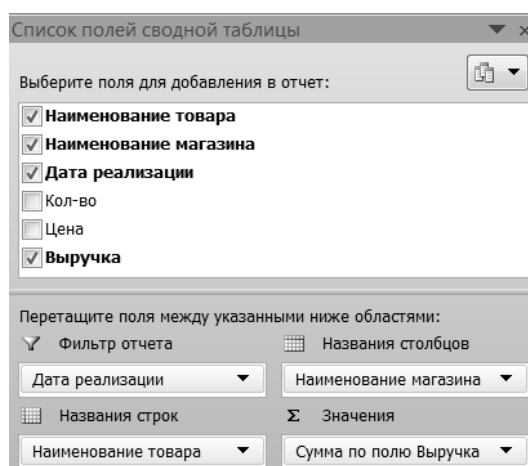 Список полей сводной таблицы
Выберите поля для добавления в отчет:
Наименование товара
Наименование магазина
Дата реализации
Кол-во
Цена
Выручка
Перетащите поля между указанными ниже областями:
Фильтр отчета
Названия столбцов
Дата реализации
Наименование магазина
Названия строк
Σ Значения
Наименование товара
Сумма по полю Выручка